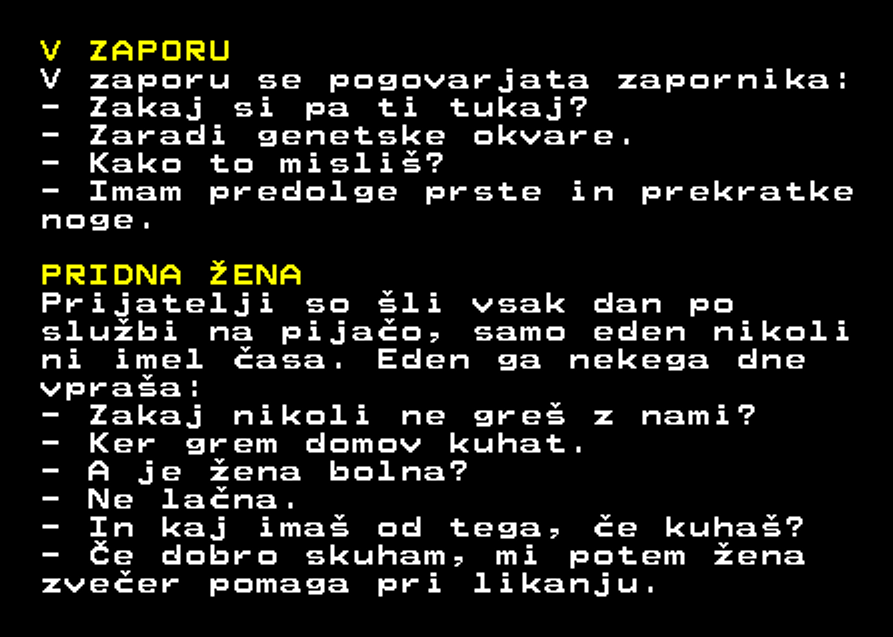 V ZAPORU
V zaporu se pogovarjata zapornika:
- Zakaj si pa ti tukaj?
- Zaradi genetske okvare.
- Kako to misliš?
- Imam predolge prste in prekratke
noge.
PRIDNA ŽENA
Prijatelji so šli vsak dan po
službi na pijačo, samo eden nikoli
ni imel časa. Eden ga nekega dne
vpraša:
- Zakaj nikoli ne greš z nami?
- Ker grem domov kuhat.
- A je žena bolna?
- Ne lačna.
- In kaj imaš od tega, če kuhaš?
- Če dobro skuham, mi potem žena
zvečer pomaga pri likanju.